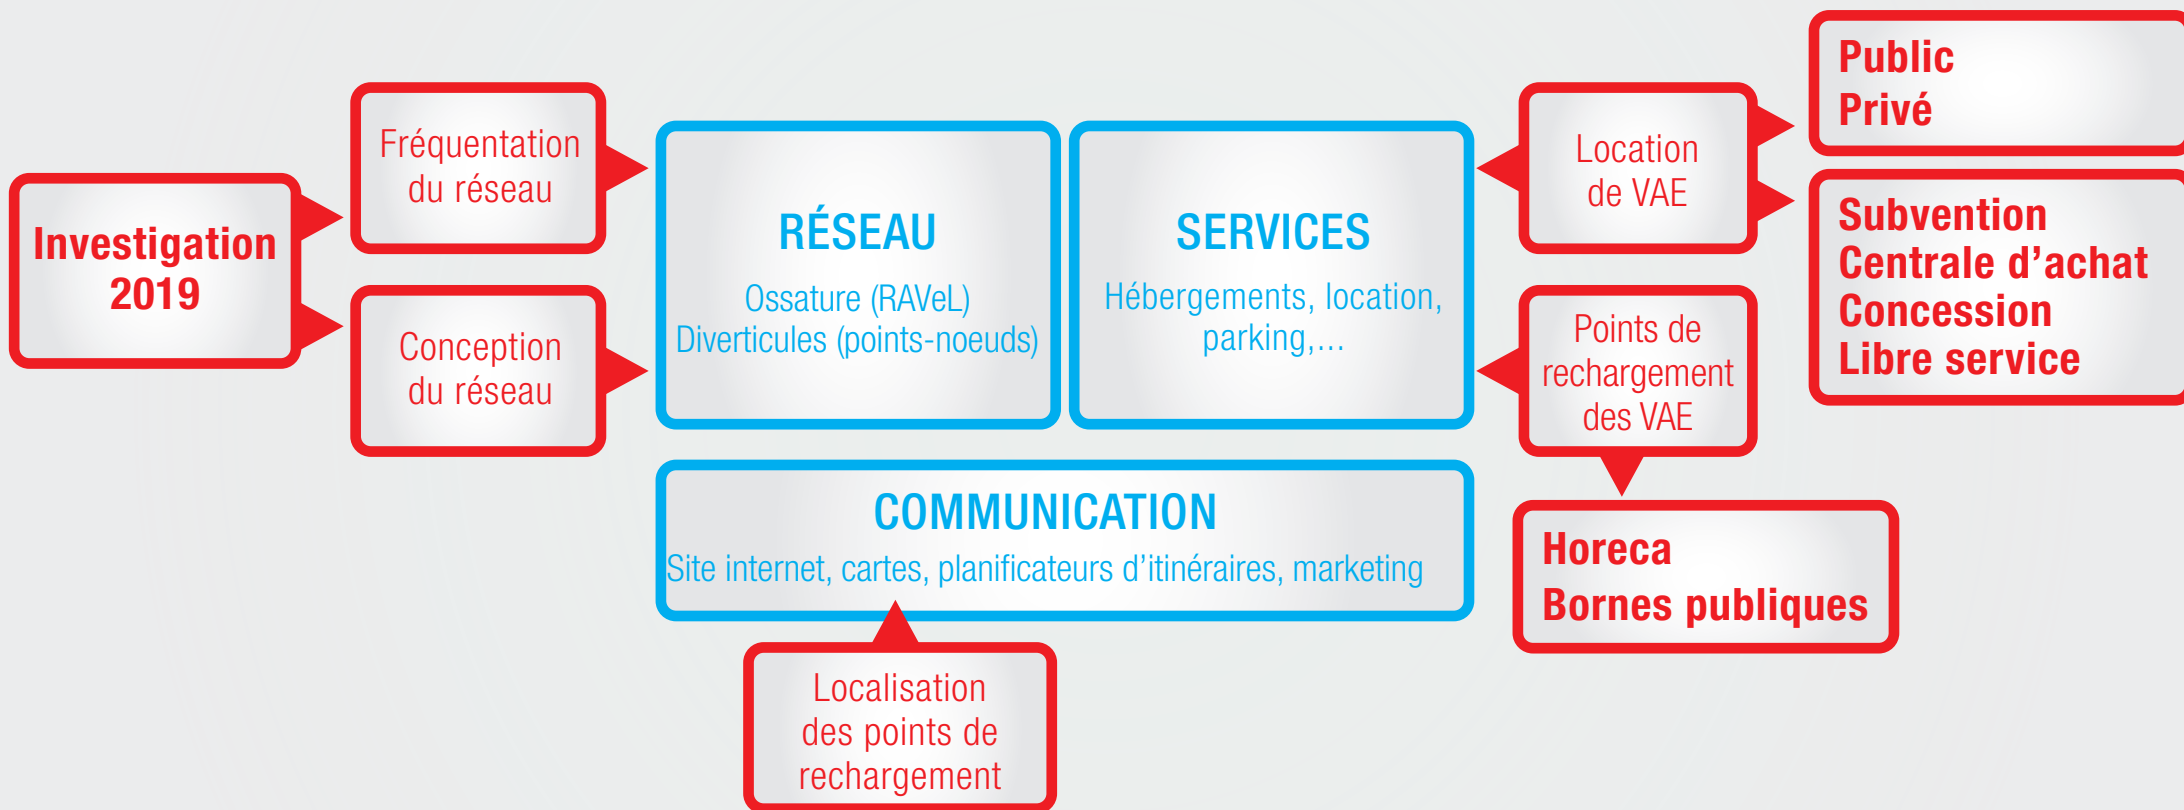 Investigation
2019
Fréquentation
du réseau
Conception
du réseau
RÉSEAU
Ossature (RAVeL)
Diverticules (points-noeuds)
SERVICES
Hébergements, location,
parking,...
COMMUNICATION
Site internet, cartes, planificateurs d'itinéraires, marketing
Localisation
des points de
rechargement
Location
de VAE
Points de
rechargement
des VAE
Public
Privé
Subvention
Centrale d'achat
Concession
Libre service
Horeca
Bornes publiques